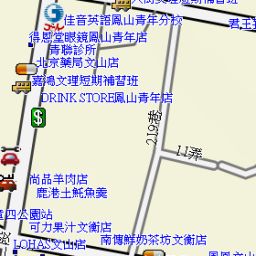 佳音英語鳳山青年分校
君王
得恩堂眼鏡鳳山青年店
青聯診所
北京藥局文山店
嘉鴻文理短期補習班
DRINK STORE鳳山青年店
219巷
11弄
尚品羊肉店
鹿港土魠魚羹
四公園站
可力果汁文衡店
南傳鮮奶茶坊文衡店
LOHAS文山店